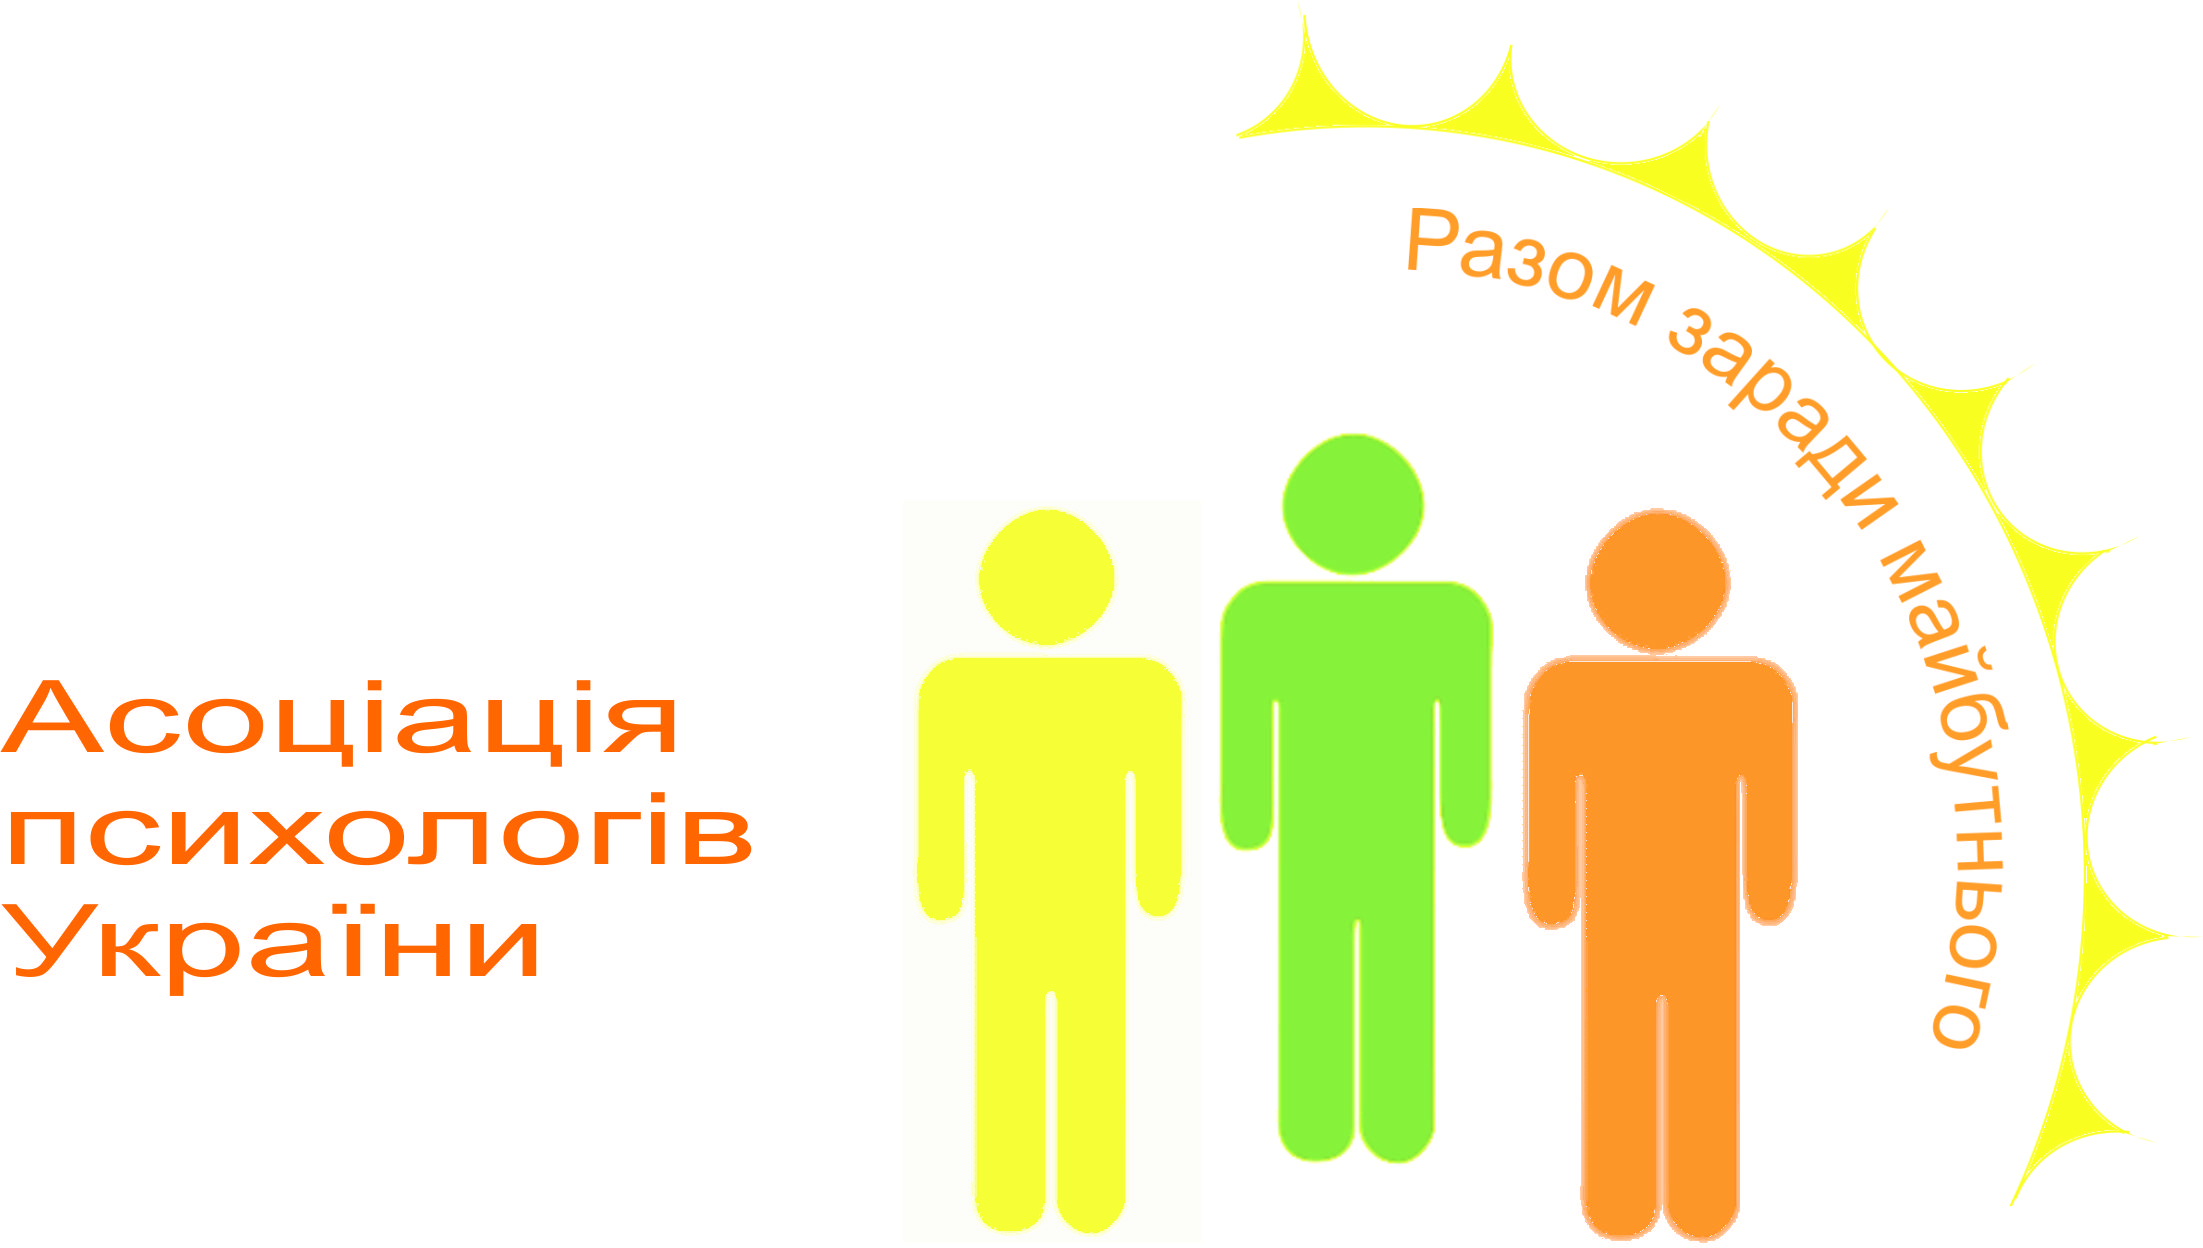 Асоціація
психологів
України
Разом заради майбутнього